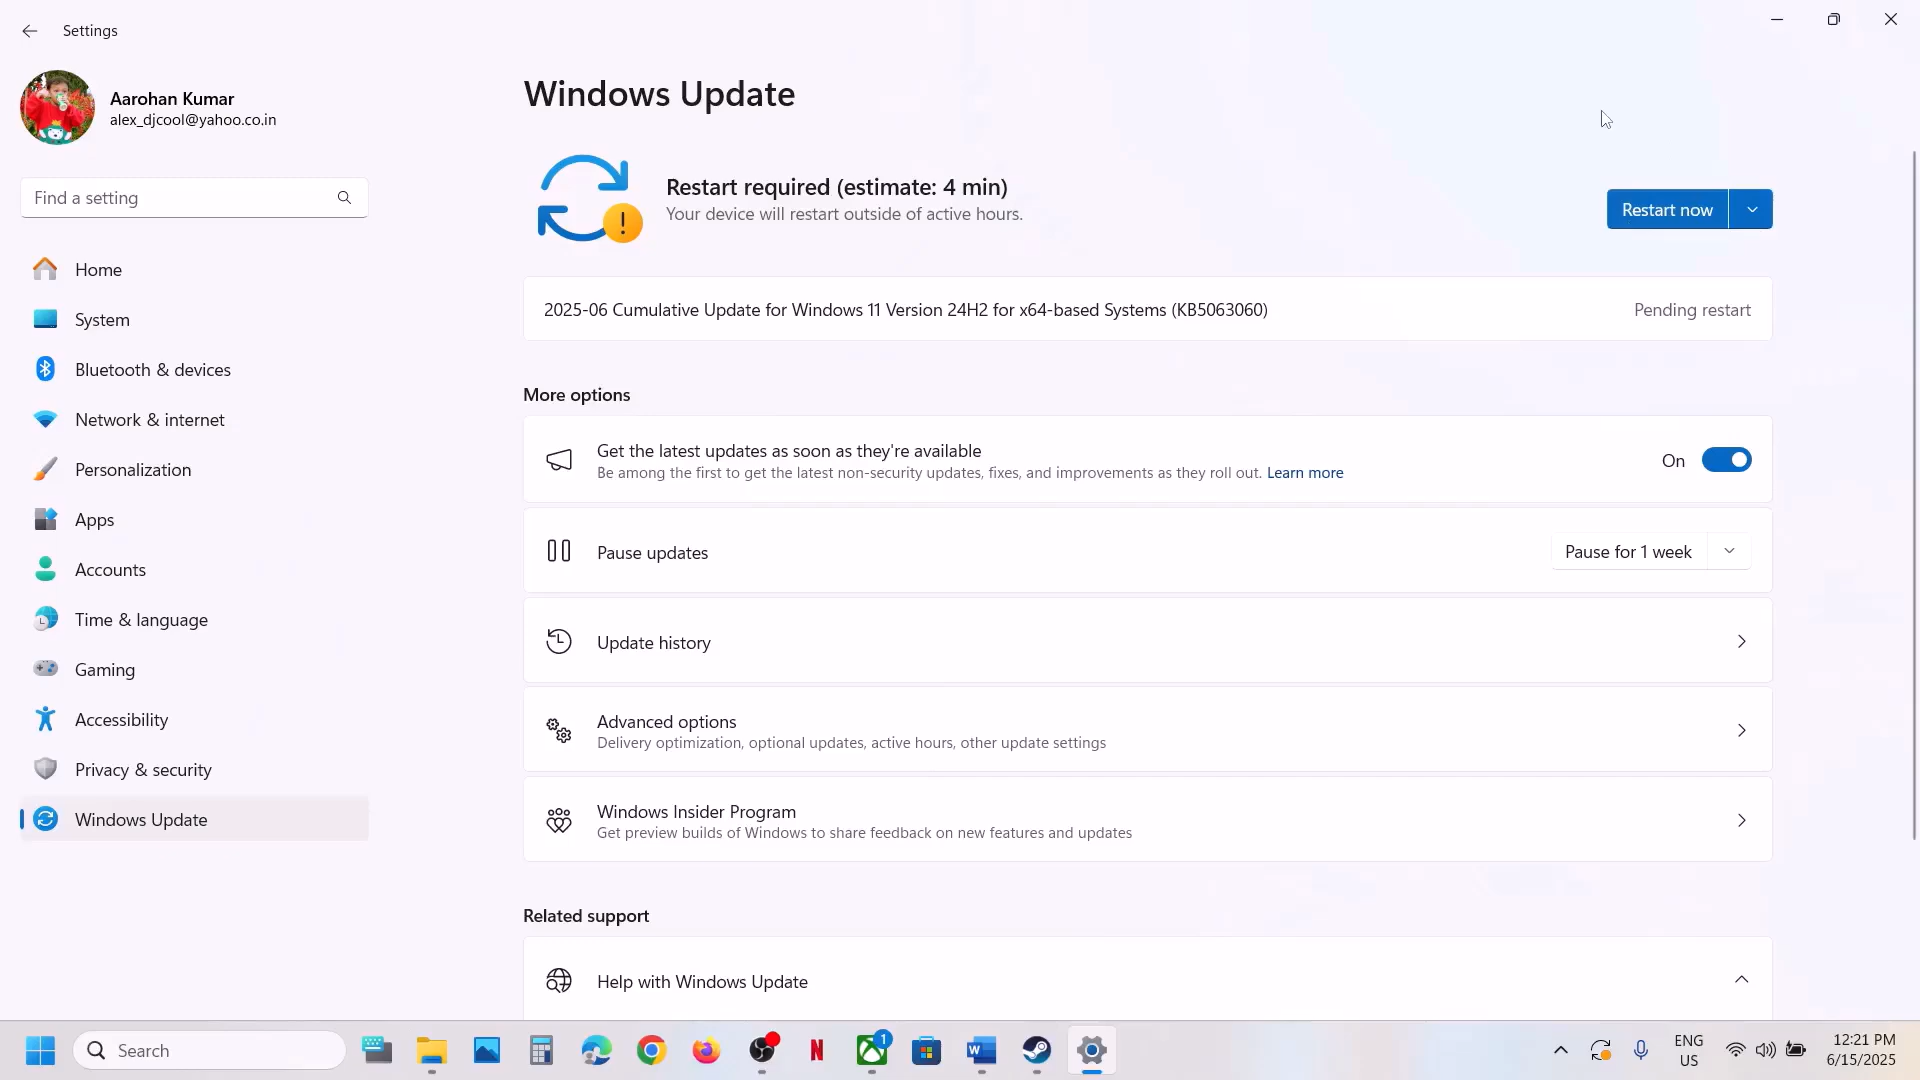 Settings
Aarohan Kumar
alex_djcool@yahoo.co.in
Find a setting
Home
System
Bluetooth & devices
Network & internet
Personalization
Apps
Accounts
Time & language
Gaming
Accessibility
Privacy & security
Windows Update
Windows Update
Restart required (estimate: 4 min)
Your device will restart outside of active hours.
Restart now
2025-06 Cumulative Update for Windows 11 Version 24H2 for x64-based Systems (KB5063060)
Pending restart
More options
Get the latest updates as soon as they're available
Be among the first to get the latest non-security updates, fixes, and improvements as they roll out. Learn more
On
Pause updates
Pause for 1 week
Update history
Advanced options
Delivery optimization, optional updates, active hours, other update settings
Windows Insider Program
Get preview builds of Windows to share feedback on new features and updates
Related support
Help with Windows Update
Search
N
1
W
ENG
US
12:21 PM
6/15/2025